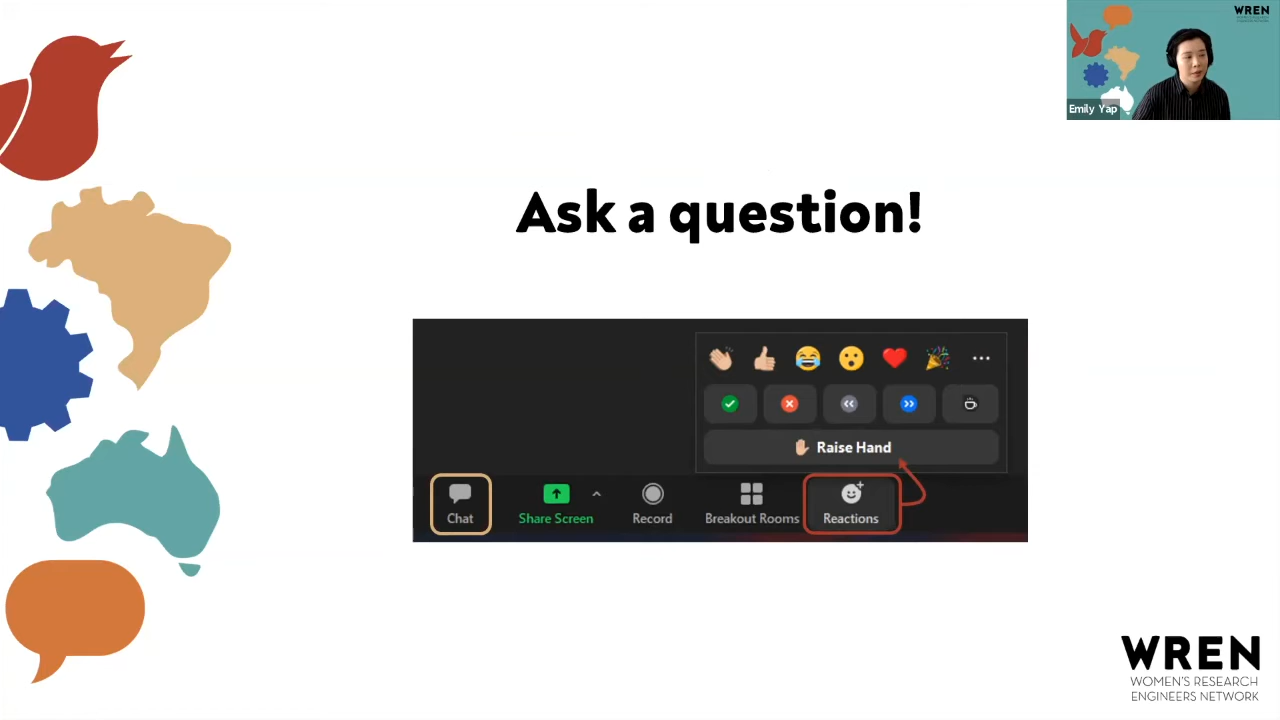 WREN
Emily Yap
Ask a question!
Raise Hand
Chat
Share Screen
Record
Breakout Rooms
Reactions
WREN
WOMEN'S RESEARCH
ENGINEERS NETWORK